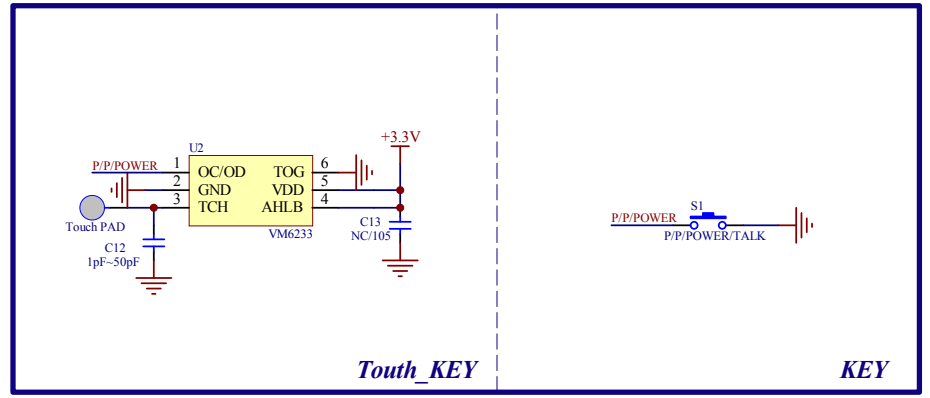 +3.3V
U2
P/P/POWER
1
OC/OD
TOG
6
2
GND
VDD
5
3
TCH
AHLB
4
Touch PAD
VM6233
C12
1pF~50pF
C13
NC/105
S1
P/P/POWER
P/P/POWER/TALK
Touth_KEY
KEY